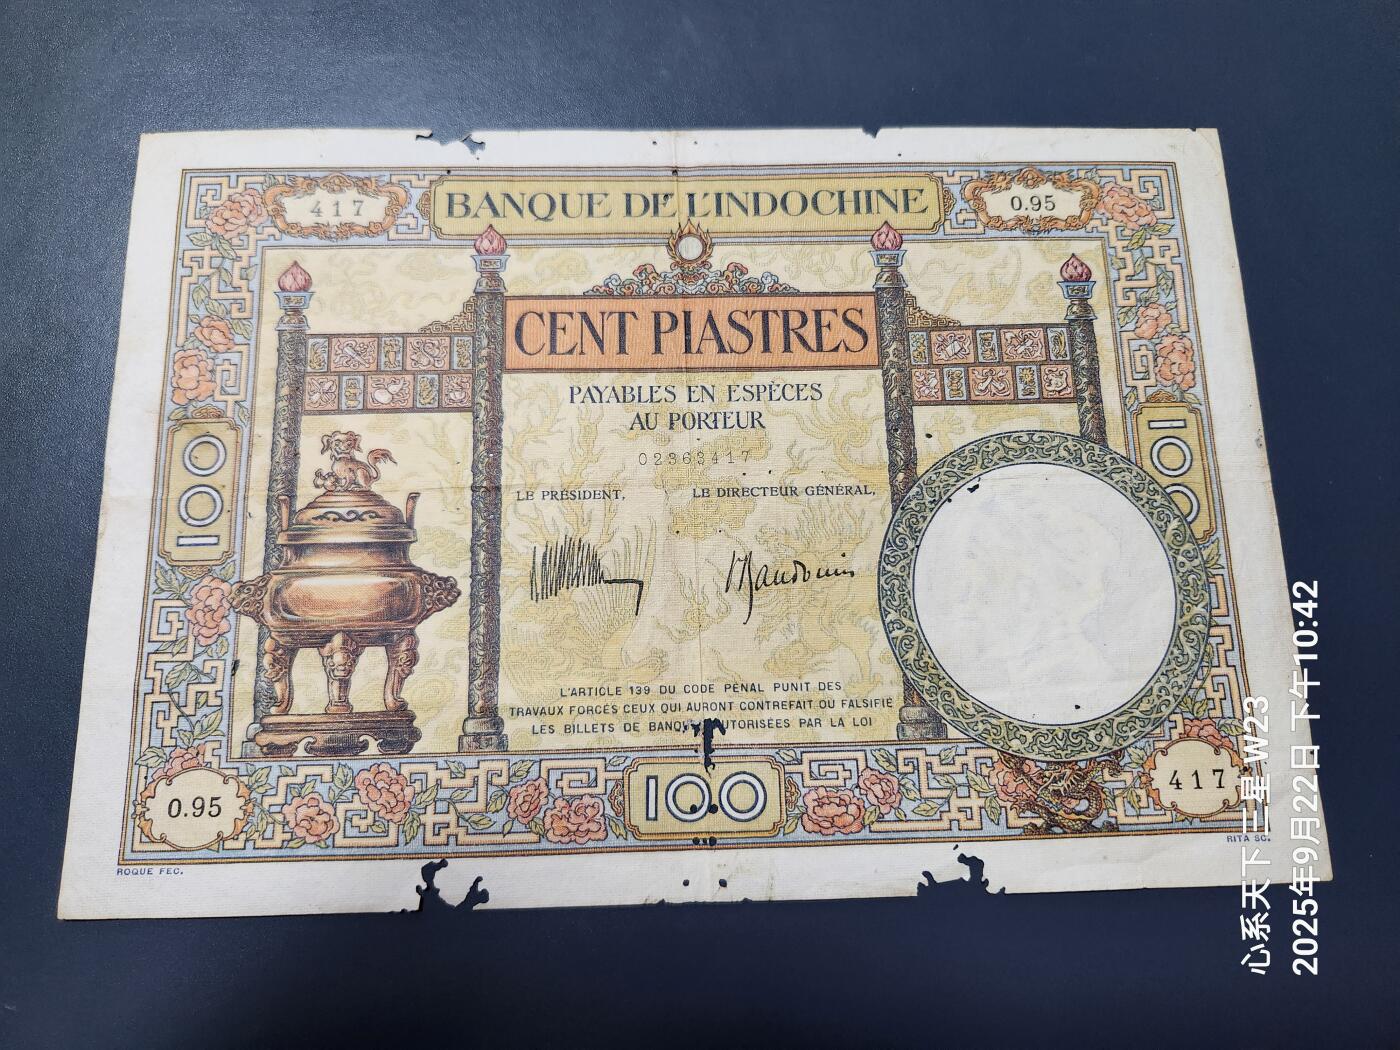 417
BANQUE DE L'INDOCHINE
0.95
CENT PIASTRES
PAYABLES EN ESPÈCES
AU PORTEUR
02363417
LE PRÉSIDENT,
LE DIRECTEUR GÉNÉRAL,
100
100
L'ARTICLE 139 DU CODE PÉNAL PUNIT DES
TRAVAUX FORCÉS CEUX QUI AURONT CONTREFAIT OU FALSIFIÉ
LES BILLETS DE BANQUE AUTORISÉES PAR LA LOI
0.95
100
417
ROQUE FEC.
RITA SC.
心系天下三星 W23
2025年9月22日 下午10:42